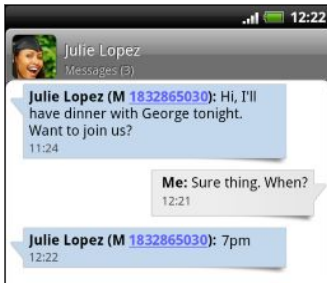 12:22
Julie Lopez
Messages (3)
Julie Lopez (M 1832865030): Hi, I'll
have dinner with George tonight.
Want to join us?
11:24
Me: Sure thing. When?
12:21
Julie Lopez (M 1832865030): 7pm
12:22